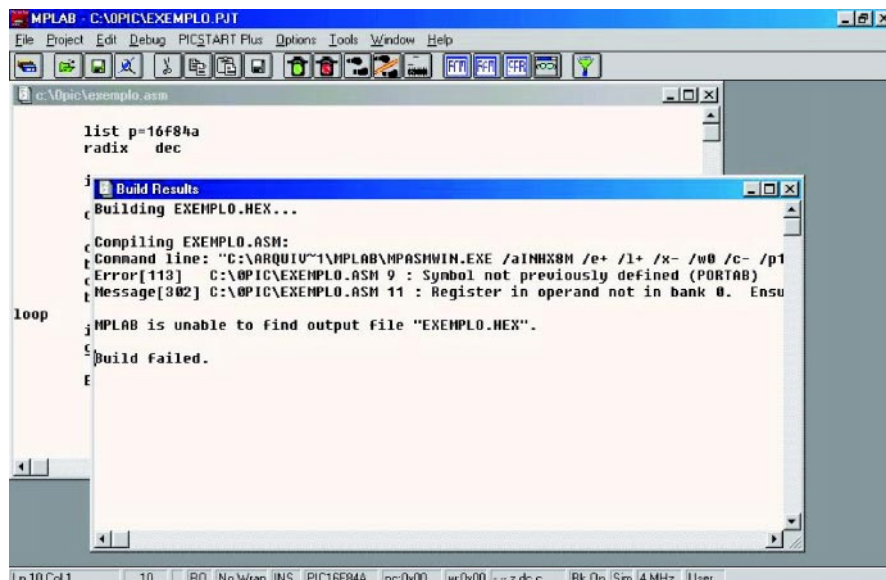 MPLAB - C:\0PIC\EXEMPLO.PJT
File Project Edit Debug PICSTART Plus Options Tools Window Help
c:\0pic\exemplo.asm
list p=16f84a
radix dec
Build Results
Building EXEMPLO.HEX...
Compiling EXEMPLO.ASM:
Command line: "C:\ARQUIV~1\MPLAB\MPASMWIN.EXE /aINHX8M /e+ /l+ /x- /w0 /c- /p1
Error[113] C:\0PIC\EXEMPLO.ASM 9 : Symbol not previously defined (PORTAB)
Message[302] C:\0PIC\EXEMPLO.ASM 11 : Register in operand not in bank 0. Ensu
loop
MPLAB is unable to find output file "EXEMPLO.HEX".
Build failed.
E
Ln 10 Col 1 10 RO No Wrap INS PIC16F84A pc:0x00 w:0x00 Bk On Sim 4 MHz User